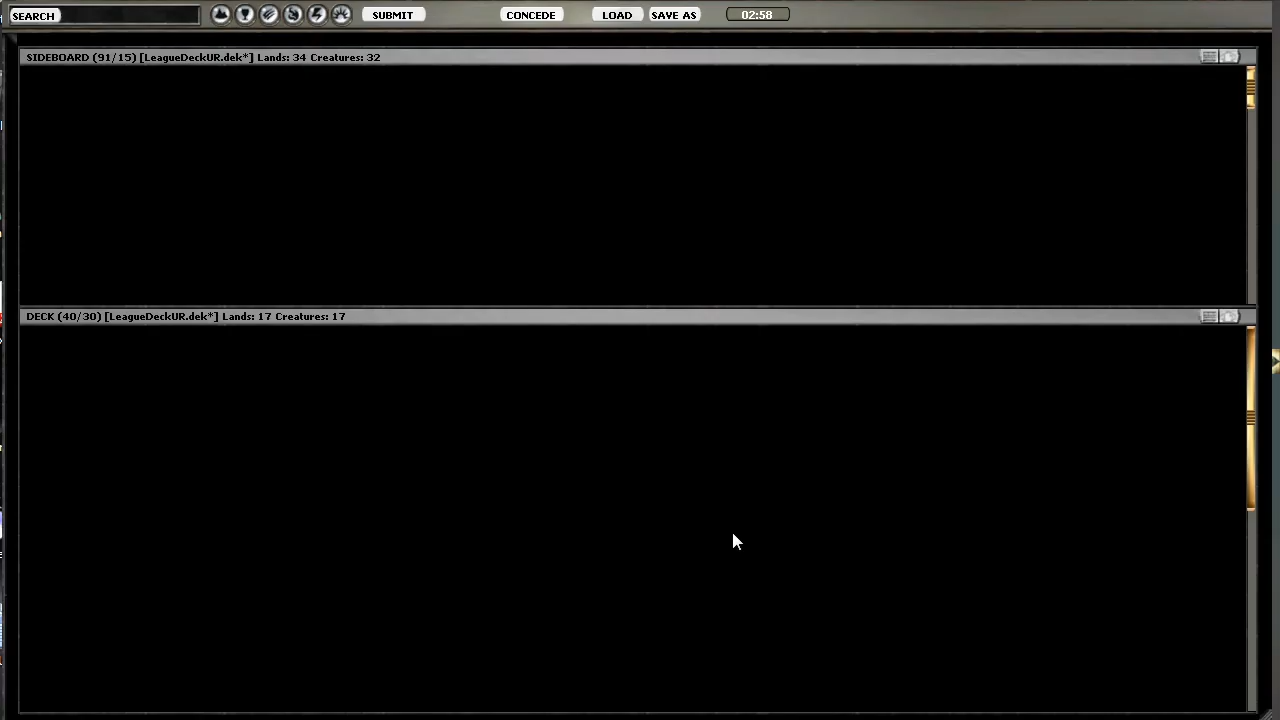 SEARCH SUBMIT CONCEDE LOAD SAVE AS 02:58
SIDEBOARD (91/15) [LeagueDeckUR.dek*] Lands: 34 Creatures: 32
DECK (40/30) [LeagueDeckUR.dek*] Lands: 17 Creatures: 17